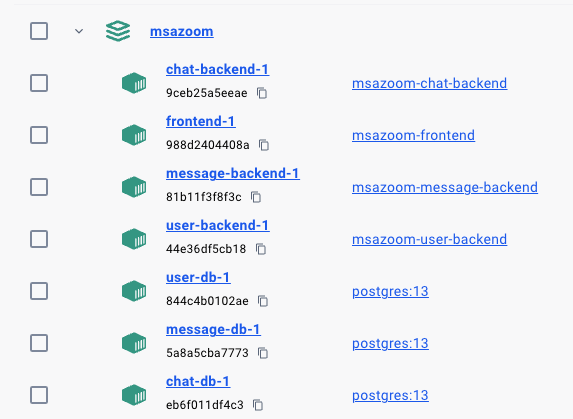 msazoom
chat-backend-1
9ceb25a5eeae
msazoom-chat-backend
frontend-1
988d2404408a
msazoom-frontend
message-backend-1
81b11f3f8f3c
msazoom-message-backend
user-backend-1
44e36df5cb18
msazoom-user-backend
user-db-1
844c4b0102ae
postgres:13
message-db-1
5a8a5cba7773
postgres:13
chat-db-1
eb6f011df4c3
postgres:13